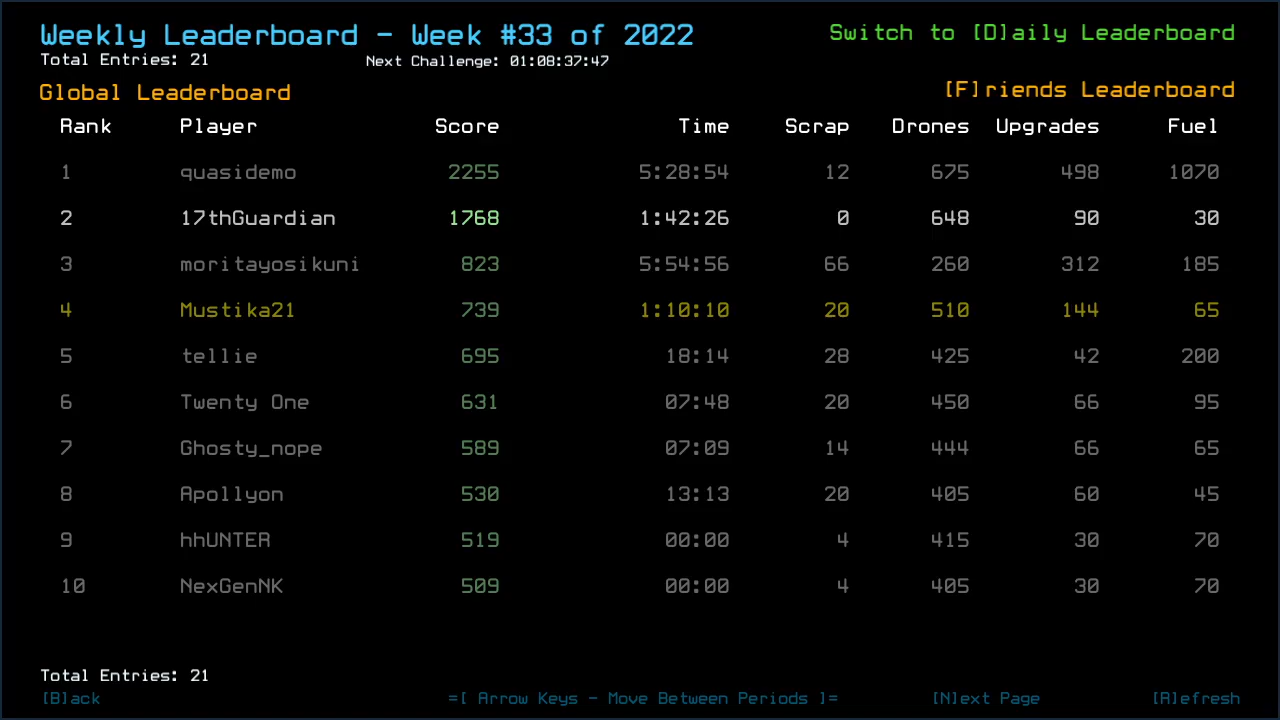 Weekly Leaderboard - Week #33 of 2022 Switch to [D]aily Leaderboard
Total Entries: 21 Next Challenge: 01:08:37:47
Global Leaderboard [F]riends Leaderboard
Rank Player Score Time Scrap Drones Upgrades Fuel
1 quasidemo 2255 5:28:54 12 675 498 1070
2 17thGuardian 1768 1:42:26 0 648 90 30
3 moritayosikuni 823 5:54:56 66 260 312 185
4 Mustika21 739 1:10:10 20 510 144 65
5 tellie 695 18:14 28 425 42 200
6 Twenty One 631 07:48 20 450 66 95
7 Ghosty_nope 589 07:09 14 444 66 65
8 Apollyon 530 13:13 20 405 60 45
9 hhUNTER 519 00:00 4 415 30 70
10 NexGenNK 509 00:00 4 405 30 70
Total Entries: 21
[B]ack =[ Arrow Keys - Move Between Periods ]= [N]ext Page [R]efresh